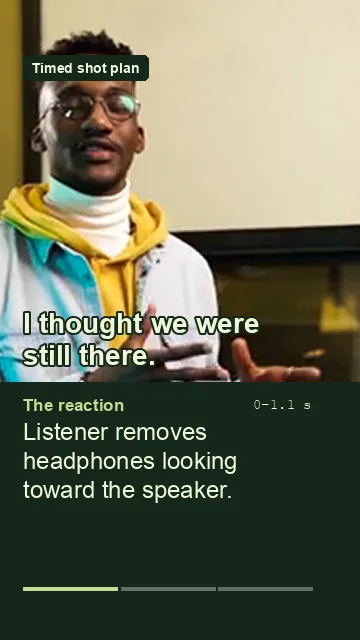 Timed shot plan
I thought we were
still there.
The reaction
0–1.1 s
Listener removes
headphones looking
toward the speaker.